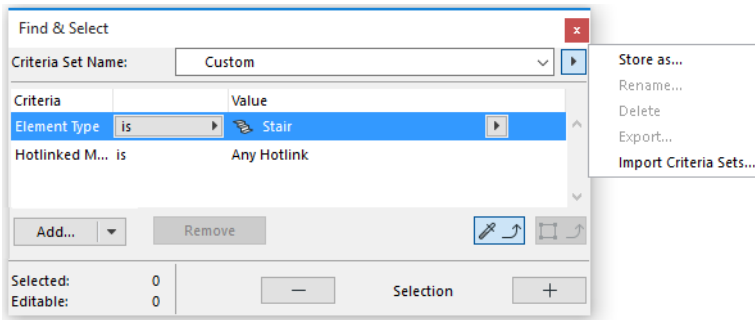 Find & Select
x
Criteria Set Name: Custom
Store as...
Rename...
Delete
Export...
Import Criteria Sets...
Criteria Value
Element Type is Stair
Hotlinked M... is Any Hotlink
Add... Remove
Selected: 0
Editable: 0
— Selection +